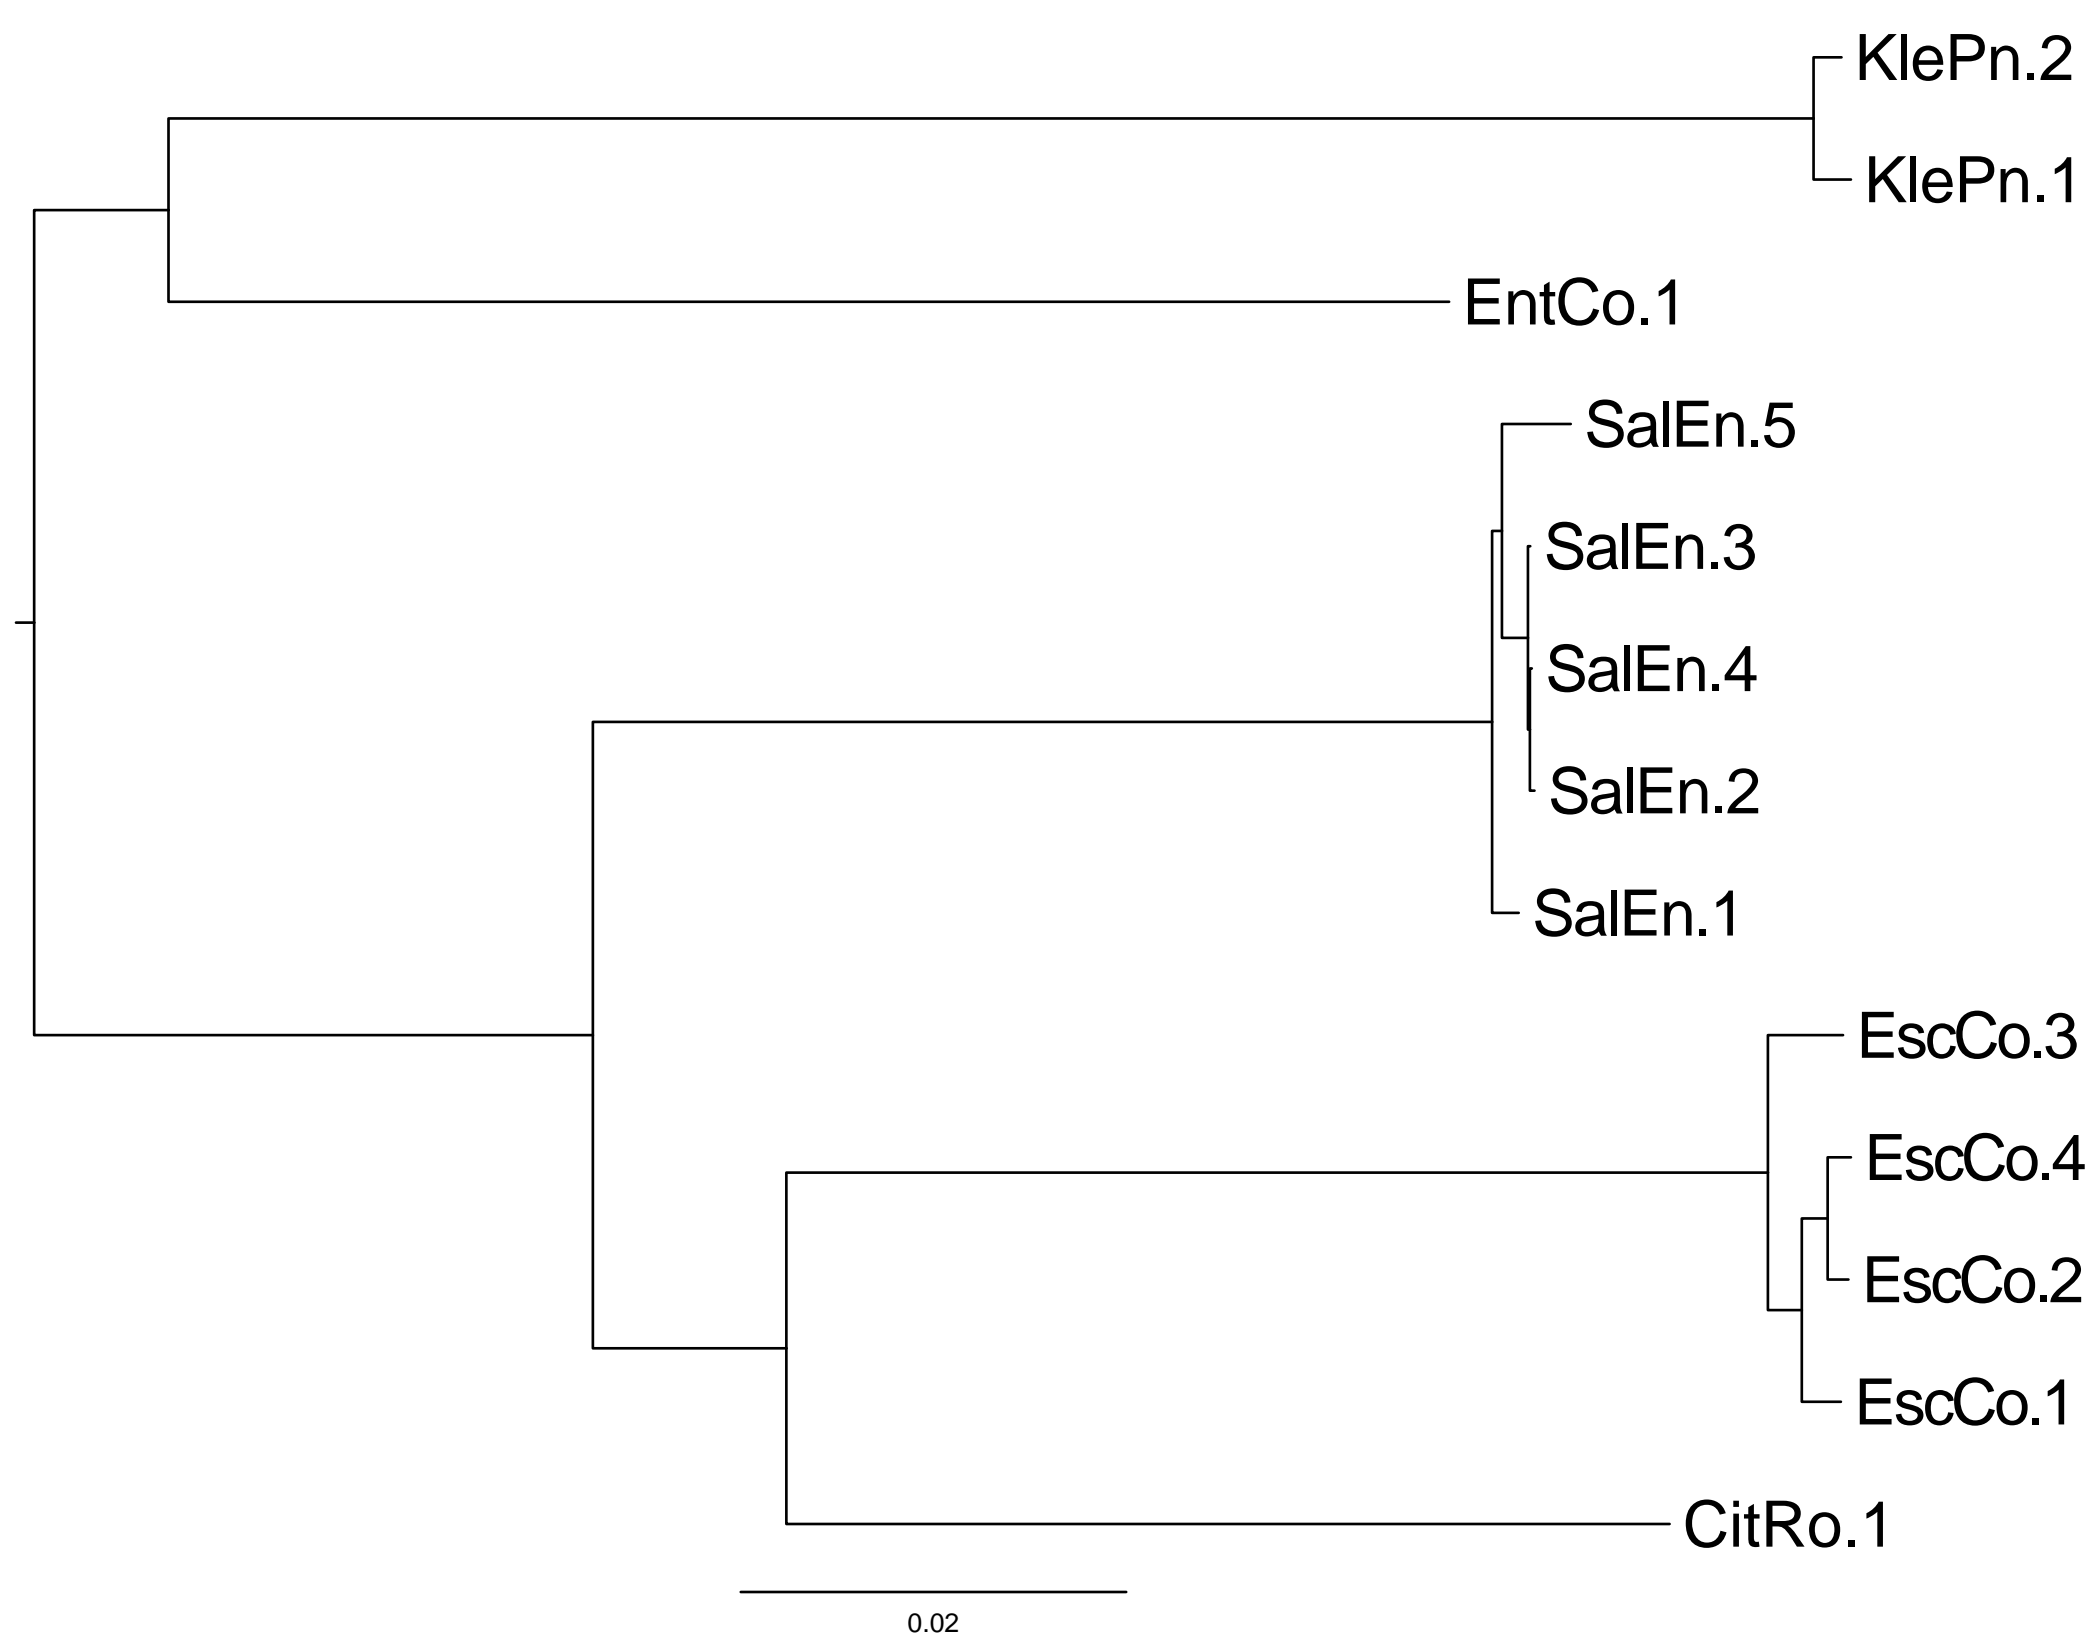 KlePn.2
KlePn.1
EntCo.1
SalEn.5
SalEn.3
SalEn.4
SalEn.2
SalEn.1
EscCo.3
EscCo.4
EscCo.2
EscCo.1
CitRo.1
0.02